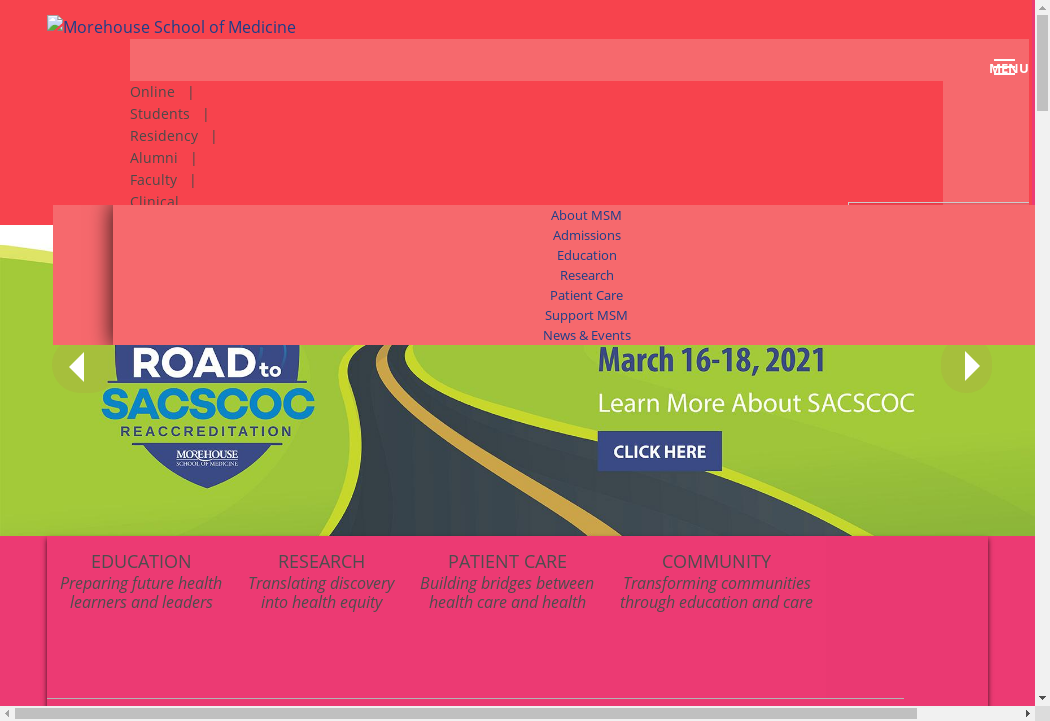 Morehouse School of Medicine
MENU
Online |
Students |
Residency |
Alumni |
Faculty |
Clinical
About MSM
Admissions
Education
Research
Patient Care
Support MSM
News & Events
ROAD to
SACSCOC
REACCREDITATION
MOREHOUSE
SCHOOL OF MEDICINE
March 16-18, 2021
Learn More About SACSCOC
CLICK HERE
EDUCATION
Preparing future health
learners and leaders
RESEARCH
Translating discovery
into health equity
PATIENT CARE
Building bridges between
health care and health
COMMUNITY
Transforming communities
through education and care